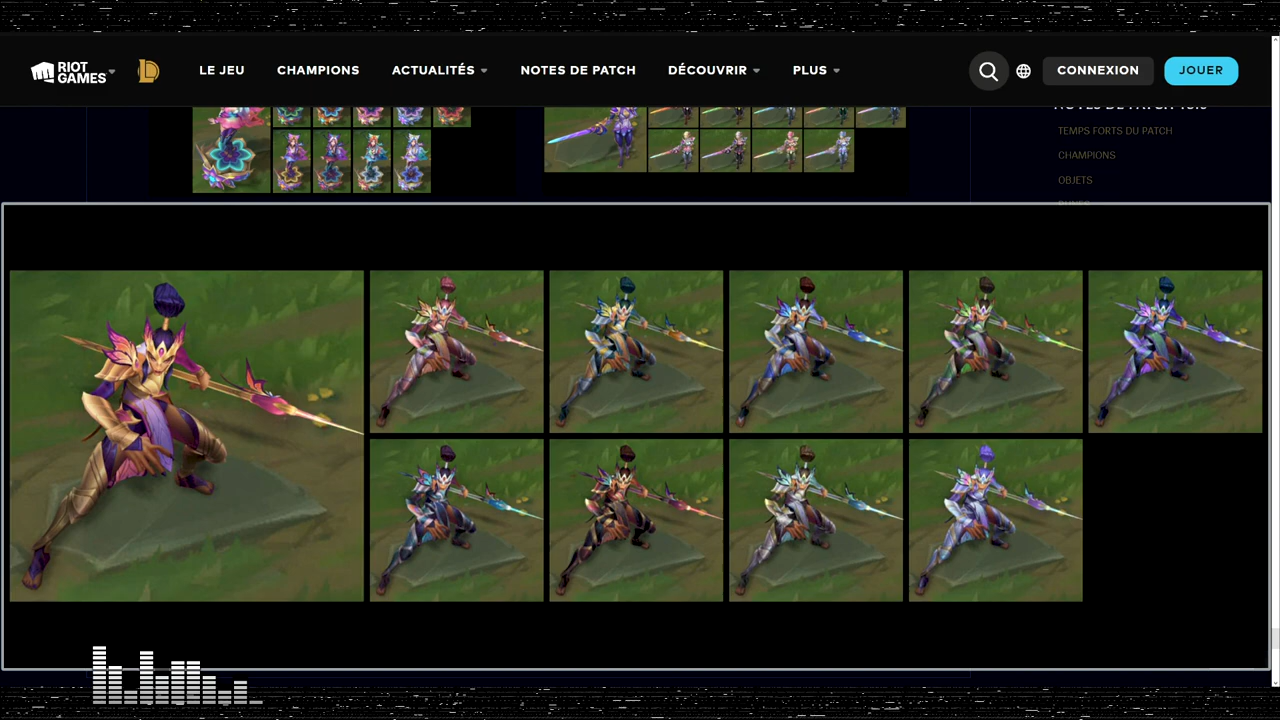 RIOT GAMES
LE JEU
CHAMPIONS
ACTUALITÉS
NOTES DE PATCH
DÉCOUVRIR
PLUS
CONNEXION
JOUER
TEMPS FORTS DU PATCH
CHAMPIONS
OBJETS